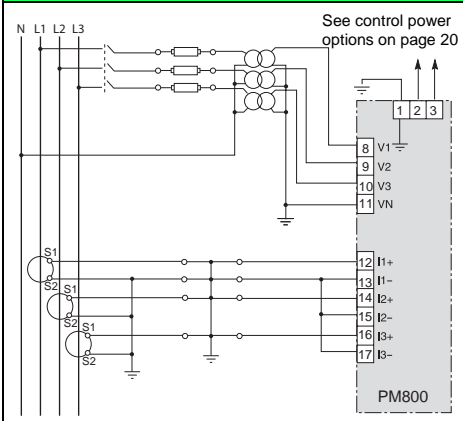 See control power
options on page 20
N L1 L2 L3
1 2 3
8 V1
9 V2
10 V3
11 VN
S1
S2
S1
S2
S1
S2
12 I1+
13 I1–
14 I2+
15 I2–
16 I3+
17 I3–
PM800